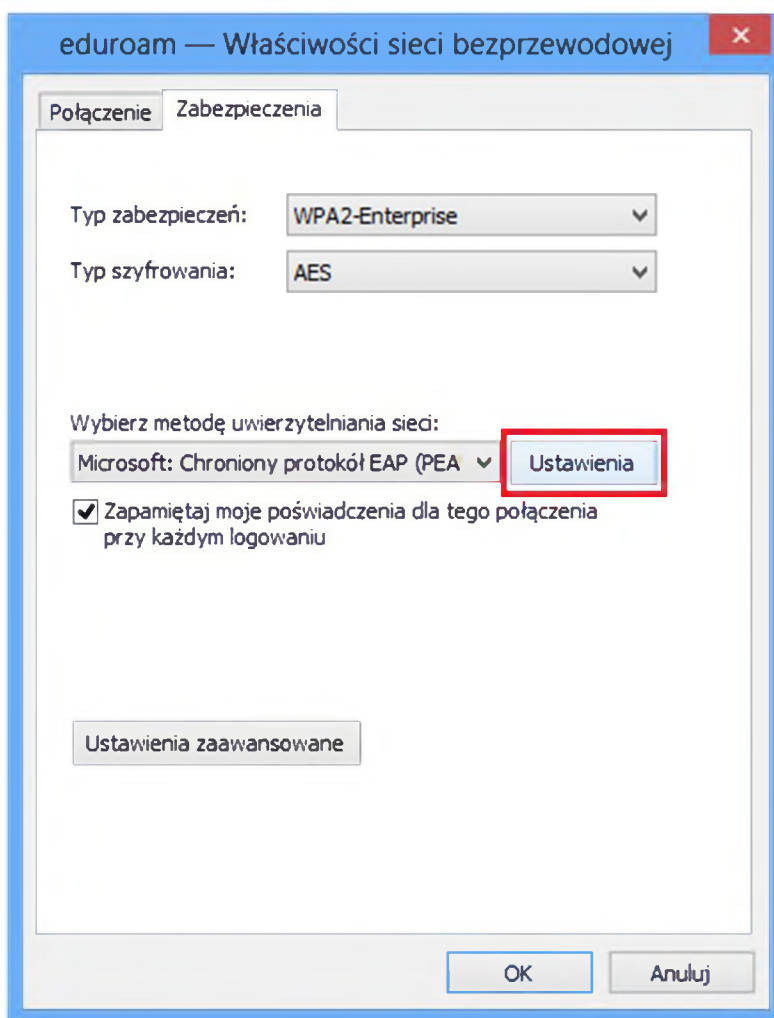 eduroam — Właściwości sieci bezprzewodowej
Połączenie Zabezpieczenia
Typ zabezpieczeń: WPA2-Enterprise
Typ szyfrowania: AES
Wybierz metodę uwierzytelniania sieci:
Microsoft: Chroniony protokół EAP (PEA Ustawienia
Zapamiętaj moje poświadczenia dla tego połączenia
przy każdym logowaniu
Ustawienia zaawansowane
OK Anuluj